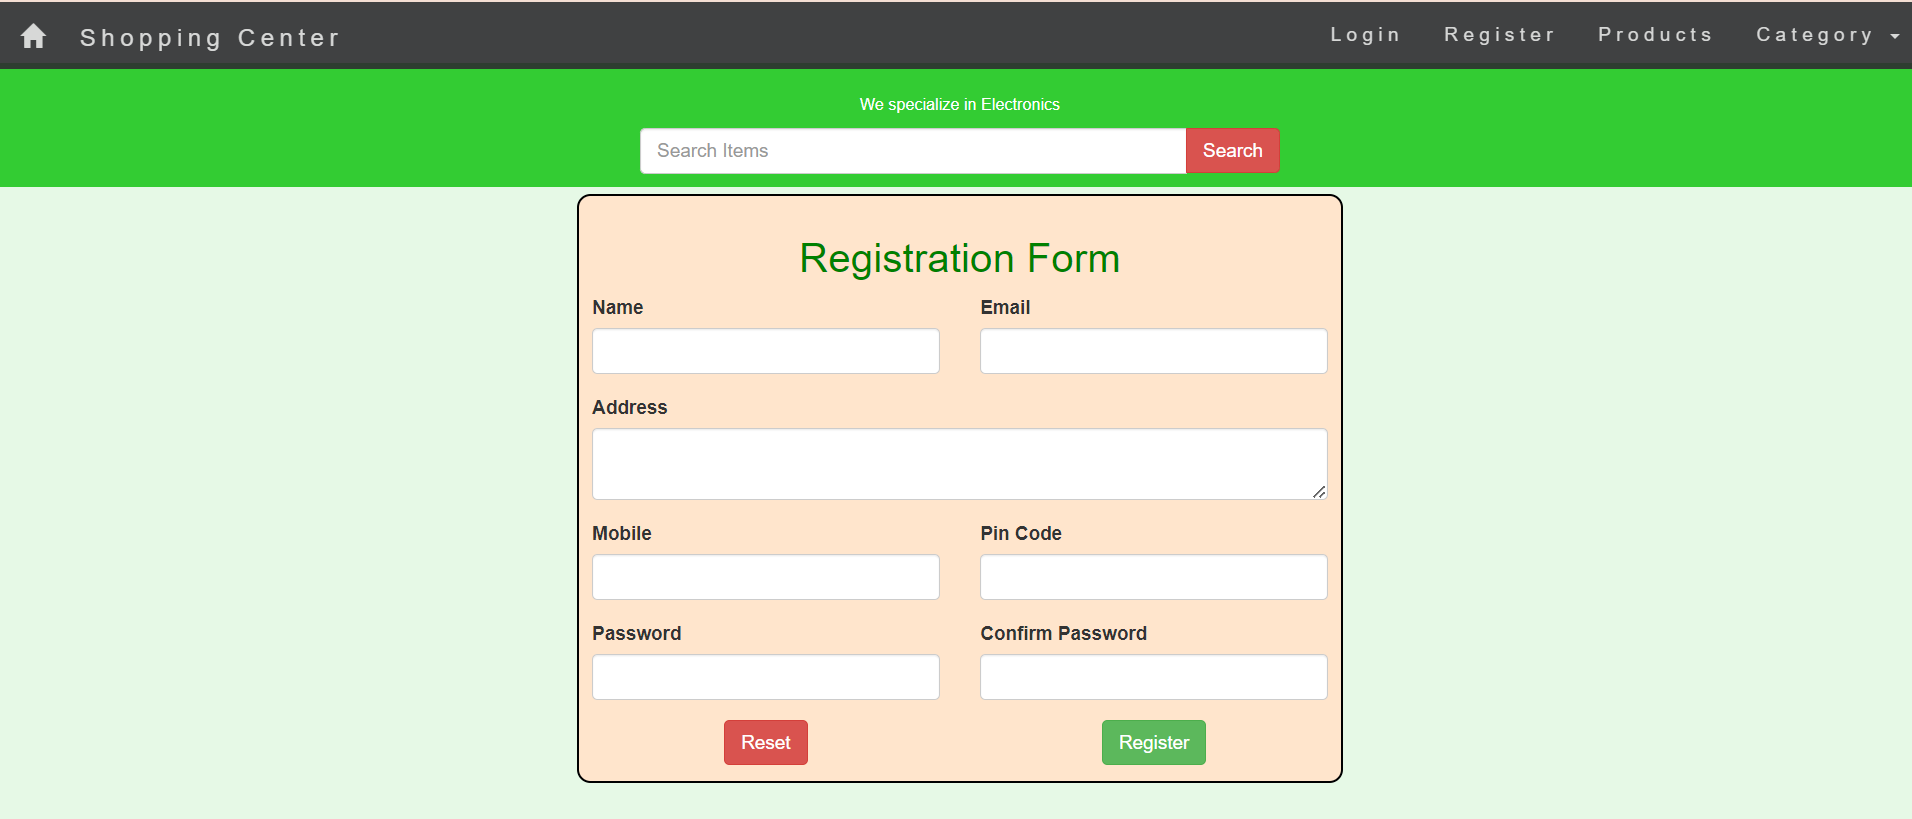 Shopping Center Login Register Products Category
We specialize in Electronics
Search Items Search
Registration Form
Name Email
Address
Mobile Pin Code
Password Confirm Password
Reset Register